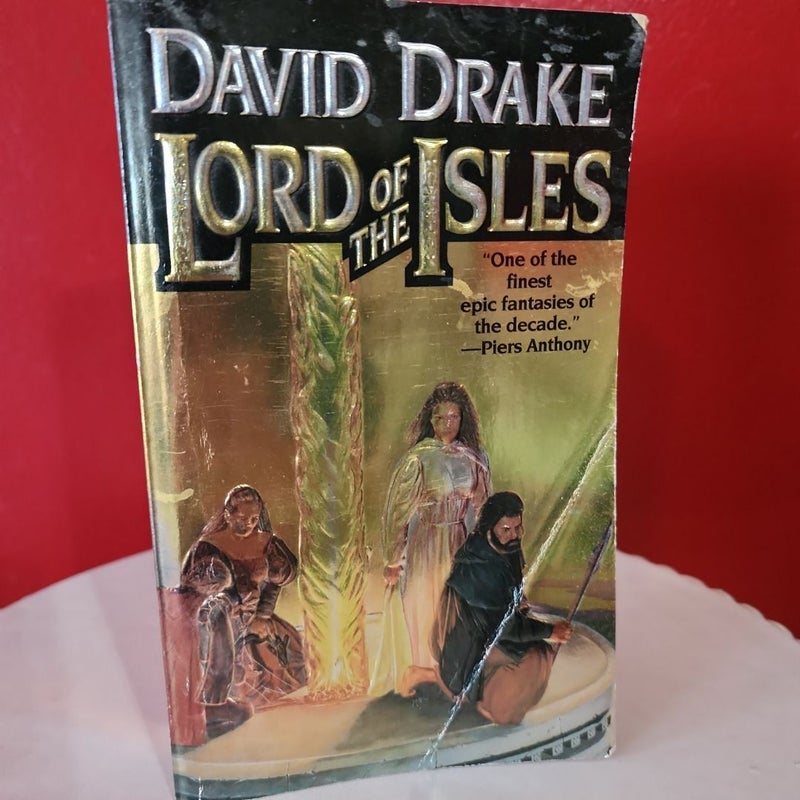 DAVID DRAKE
LORD OF THE ISLES
"One of the
finest
epic fantasies of
the decade."
—Piers Anthony